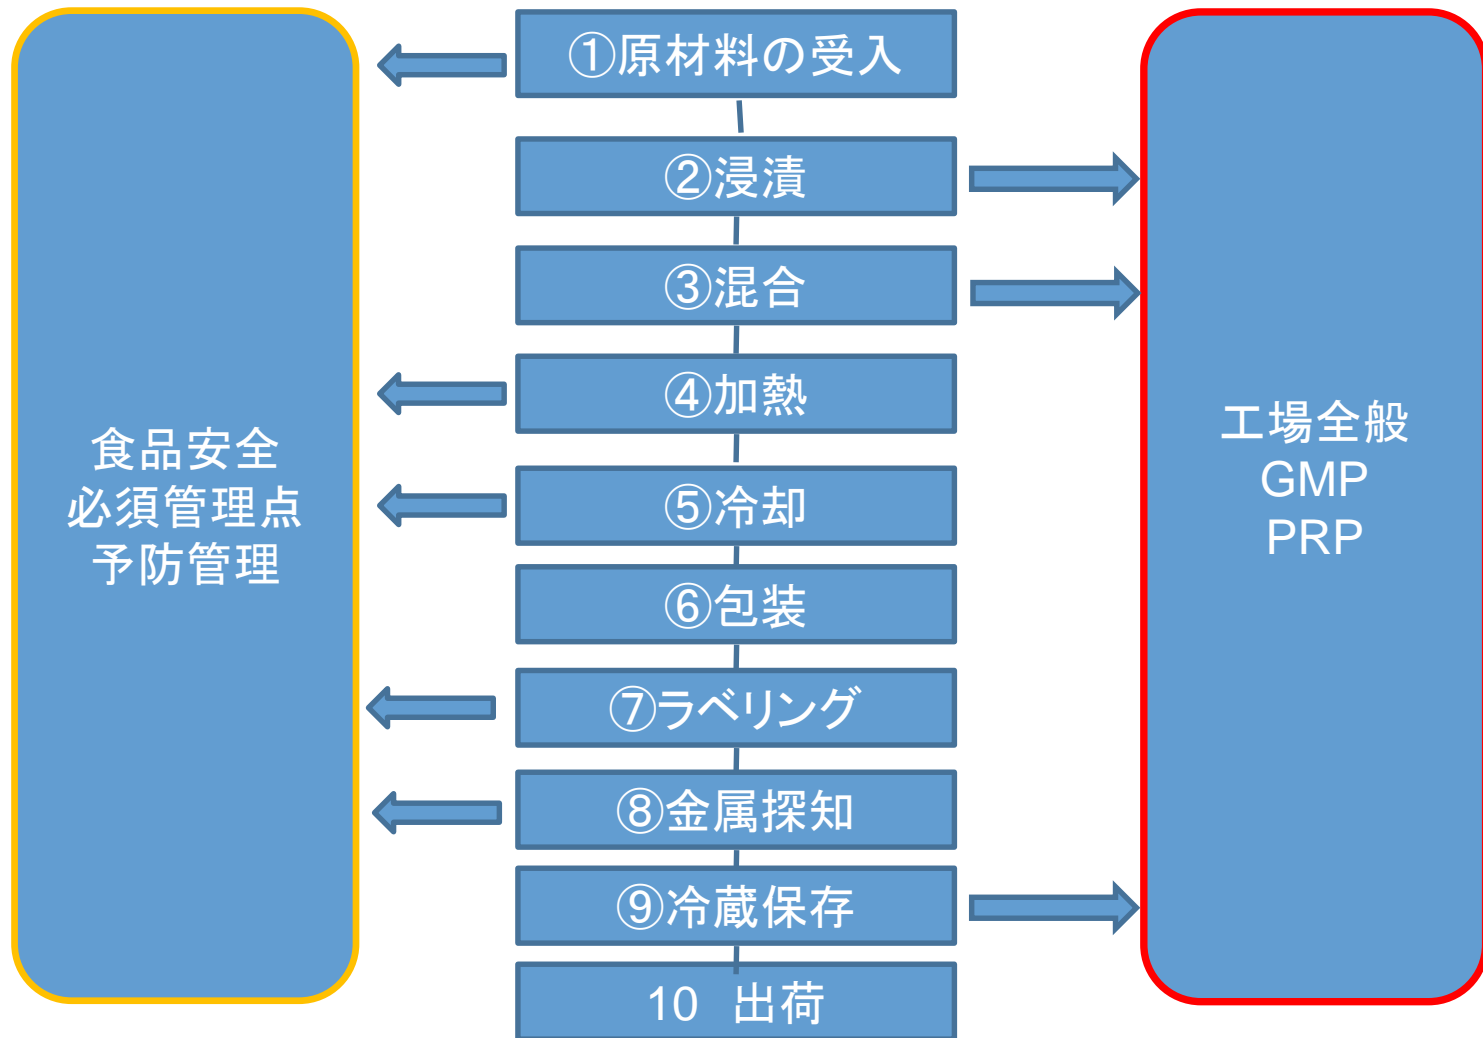 ①原材料の受入
②浸漬
③混合
④加熱
⑤冷却
⑥包装
⑦ラベリング
⑧金属探知
⑨冷蔵保存
10　出荷
食品安全
必須管理点
予防管理
工場全般
GMP
PRP